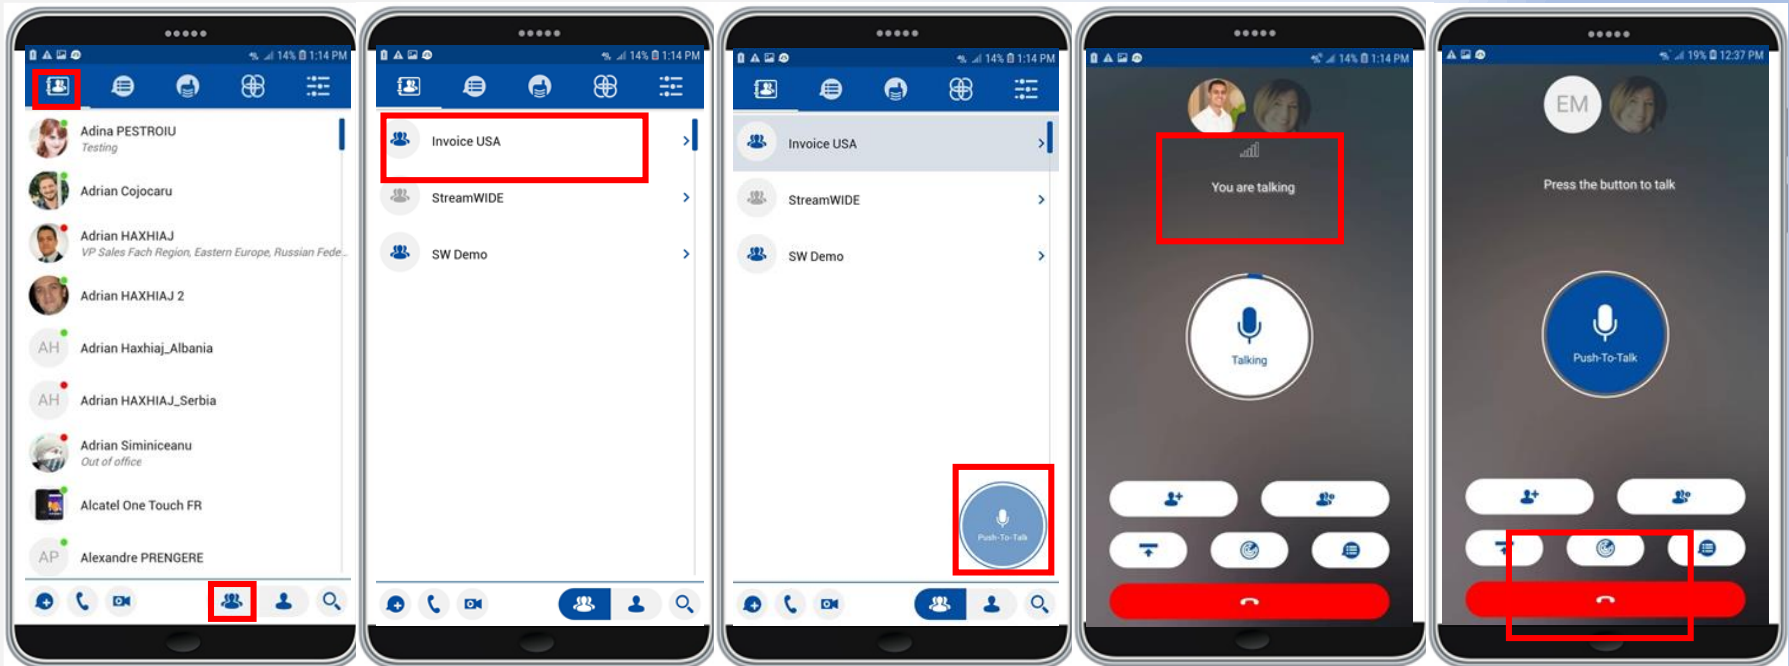 14% 1:14 PM
Adina PESTROIU
Testing
Adrian Cojocaru
Adrian HAXHIAJ
VP Sales Fach Region, Eastern Europe, Russian Fede...
Adrian HAXHIAJ 2
AH
Adrian Haxhiaj_Albania
AH
Adrian HAXHIAJ_Serbia
Adrian Siminiceanu
Out of office
Alcatel One Touch FR
AP
Alexandre PRENGERE
14% 1:14 PM
Invoice USA
StreamWIDE
SW Demo
14% 1:14 PM
Invoice USA
StreamWIDE
SW Demo
Push-To-Talk
14% 1:14 PM
You are talking
Talking
19% 12:37 PM
EM
Press the button to talk
Push-To-Talk